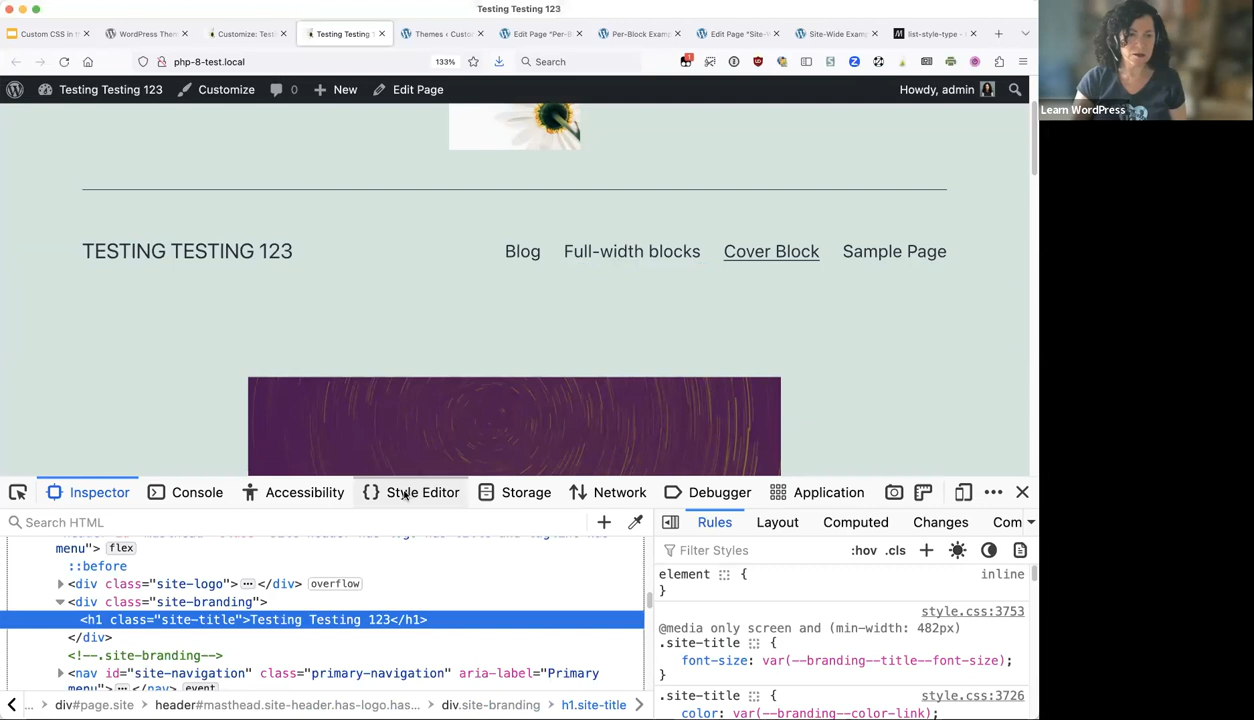 Testing Testing 123
Custom CSS in t
WordPress Them
Customize: Testi
Testing Testing 1
Themes ‹ Custom
Edit Page "Per-B
Per-Block Examp
Edit Page "Site-W
Site-Wide Examp
list-style-type - C
php-8-test.local
133%
Search
Testing Testing 123
Customize
0
New
Edit Page
Howdy, admin
Learn WordPress
TESTING TESTING 123
Blog
Full-width blocks
Cover Block
Sample Page
Inspector
Console
Accessibility
Style Editor
Storage
Network
Debugger
Application
Search HTML
Rules
Layout
Computed
Changes
Com
menu"> flex
Filter Styles
:hov .cls
::before
<div class="site-logo"> </div> overflow
<div class="site-branding">
<h1 class="site-title">Testing Testing 123</h1>
</div>
<!--.site-branding-->
<nav id="site-navigation" class="primary-navigation" aria-label="Primary
menu"> </nav> event
element {
inline
}
style.css:3753
@media only screen and (min-width: 482px)
.site-title {
font-size: var(--branding--title--font-size);
}
.site-title {
style.css:3726
color: var(--branding--color-link);
... div#page.site
header#masthead.site-header.has-logo.has...
div.site-branding
h1.site-title